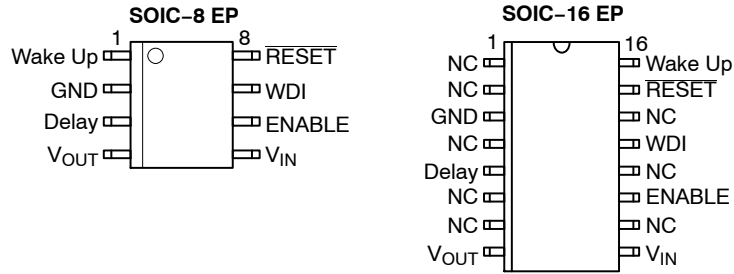 SOIC−8 EP
1 8
Wake Up RESET
GND WDI
Delay ENABLE
VOUT VIN
SOIC−16 EP
1 16
NC Wake Up
NC RESET
GND NC
NC WDI
Delay NC
NC ENABLE
NC NC
VOUT VIN